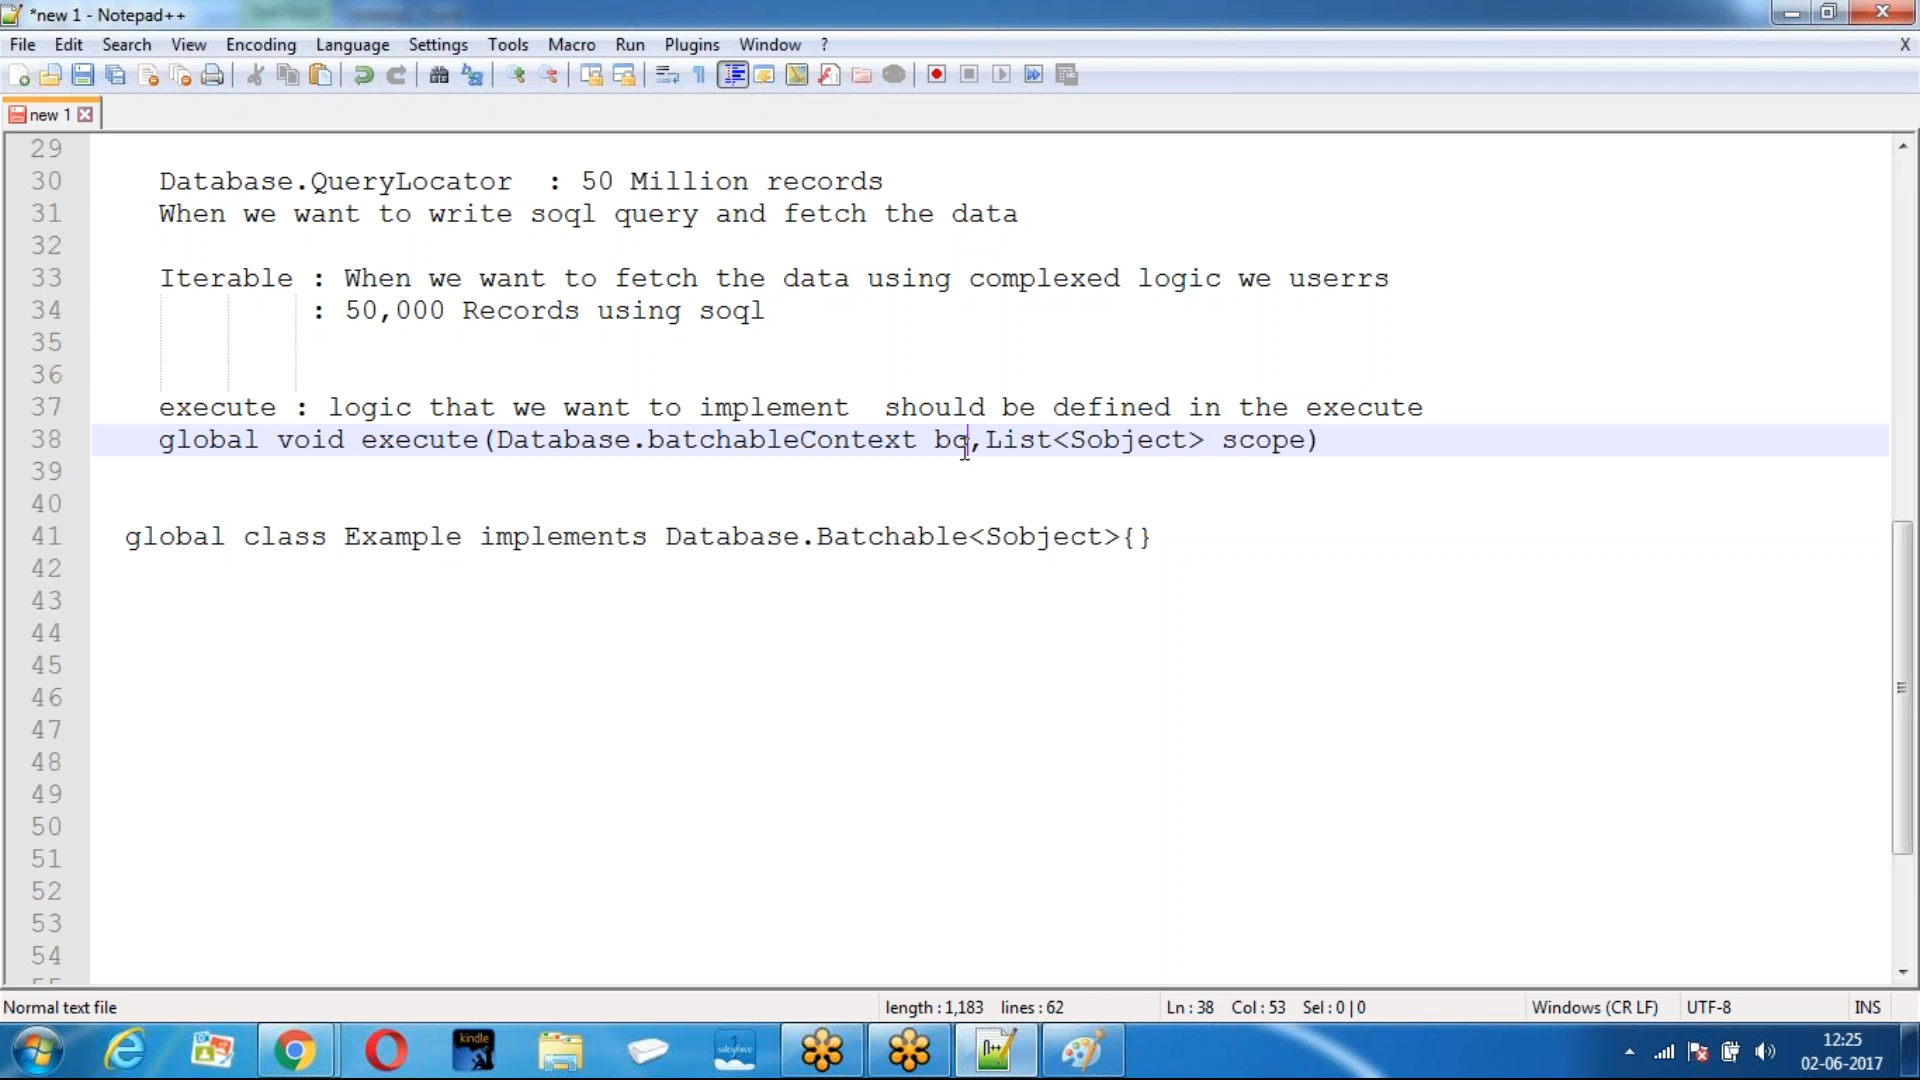 *new 1 - Notepad++
File Edit Search View Encoding Language Settings Tools Macro Run Plugins Window ? X
new 1
29
30 Database.QueryLocator : 50 Million records
31 When we want to write soql query and fetch the data
32
33 Iterable : When we want to fetch the data using complexed logic we userrs
34 : 50,000 Records using soql
35
36
37 execute : logic that we want to implement should be defined in the execute
38 global void execute(Database.batchableContext bc,List<Sobject> scope)
39
40
41 global class Example implements Database.Batchable<Sobject>{}
42
43
44
45
46
47
48
49
50
51
52
53
54
Normal text file length : 1,183 lines : 62 Ln : 38 Col : 53 Sel : 0 | 0 Windows (CR LF) UTF-8 INS
kindle
salesforce
12:25
02-06-2017